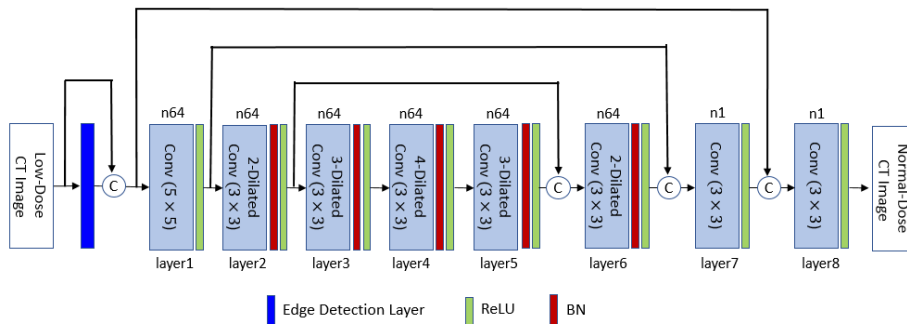 Low-Dose
CT Image
C
n64
Conv (5 × 5)
layer1
n64
2-Dilated
Conv (3 × 3)
layer2
n64
3-Dilated
Conv (3 × 3)
layer3
n64
4-Dilated
Conv (3 × 3)
layer4
n64
3-Dilated
Conv (3 × 3)
layer5
C
n64
2-Dilated
Conv (3 × 3)
layer6
C
n1
Conv (3 × 3)
layer7
C
n1
Conv (3 × 3)
layer8
Normal-Dose
CT Image
Edge Detection Layer
ReLU
BN